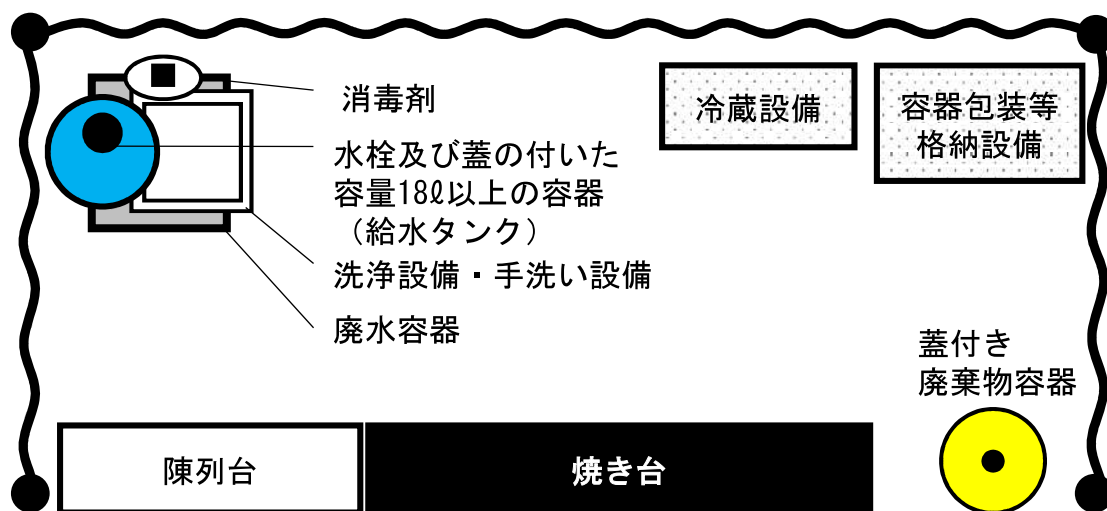 消毒剤
水栓及び蓋の付いた
容量18ℓ以上の容器
（給水タンク）
洗浄設備・手洗い設備
廃水容器
冷蔵設備
容器包装等
格納設備
蓋付き
廃棄物容器
陳列台
焼き台